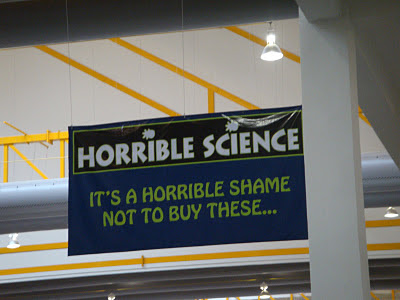 HORRIBLE SCIENCE
IT'S A HORRIBLE SHAME
NOT TO BUY THESE...